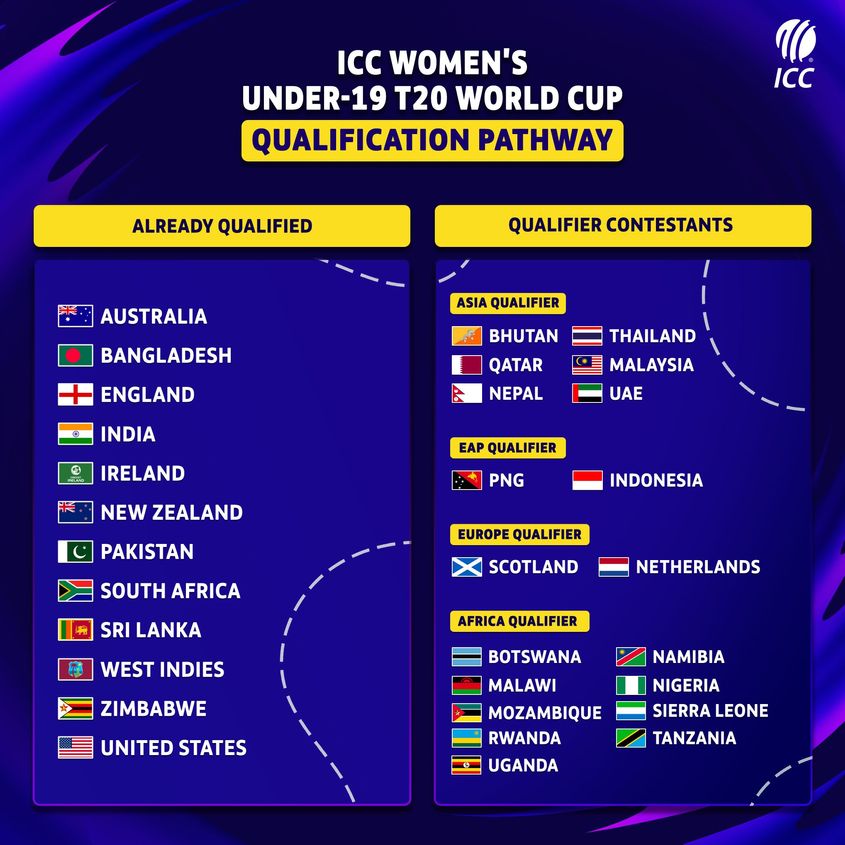 ICC WOMEN'S
UNDER-19 T20 WORLD CUP
QUALIFICATION PATHWAY
ICC
ALREADY QUALIFIED
AUSTRALIA
BANGLADESH
ENGLAND
INDIA
IRELAND
NEW ZEALAND
PAKISTAN
SOUTH AFRICA
SRI LANKA
WEST INDIES
ZIMBABWE
UNITED STATES
QUALIFIER CONTESTANTS
ASIA QUALIFIER
BHUTAN THAILAND
QATAR MALAYSIA
NEPAL UAE
EAP QUALIFIER
PNG INDONESIA
EUROPE QUALIFIER
SCOTLAND NETHERLANDS
AFRICA QUALIFIER
BOTSWANA NAMIBIA
MALAWI NIGERIA
MOZAMBIQUE SIERRA LEONE
RWANDA TANZANIA
UGANDA